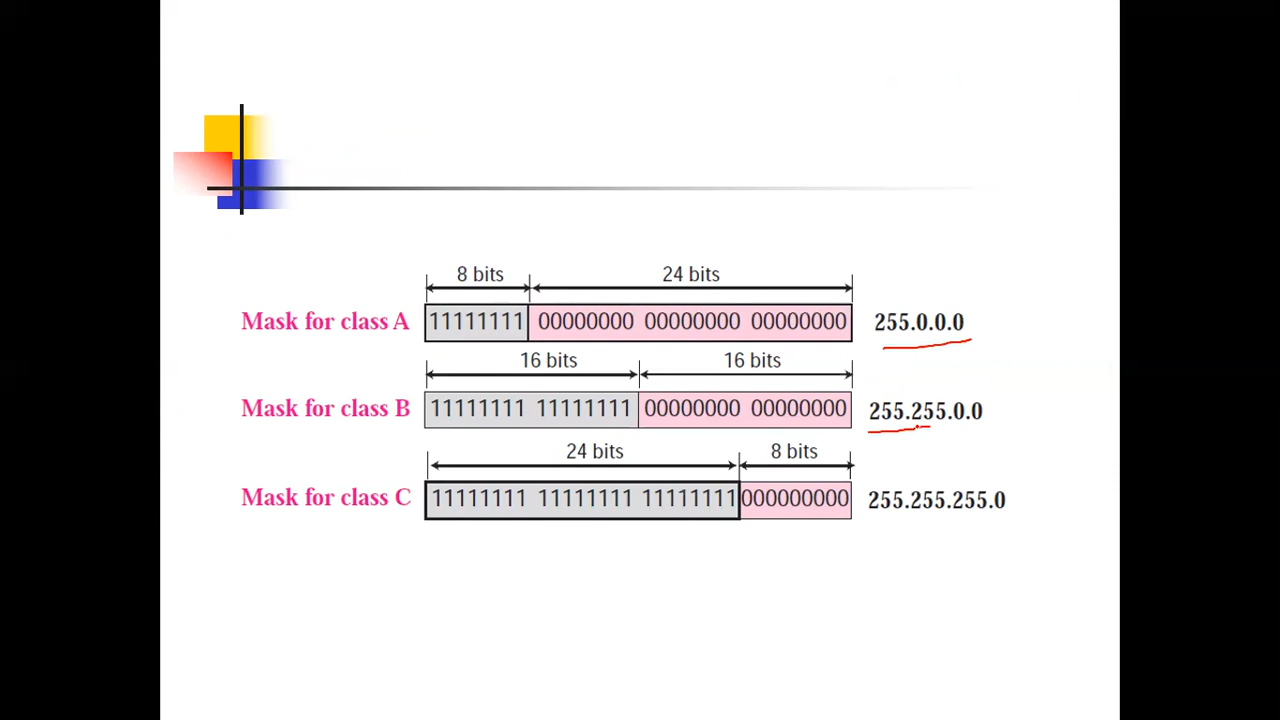 8 bits 24 bits
Mask for class A 11111111 00000000 00000000 00000000 255.0.0.0
16 bits 16 bits
Mask for class B 11111111 11111111 00000000 00000000 255.255.0.0
24 bits 8 bits
Mask for class C 11111111 11111111 11111111 000000000 255.255.255.0